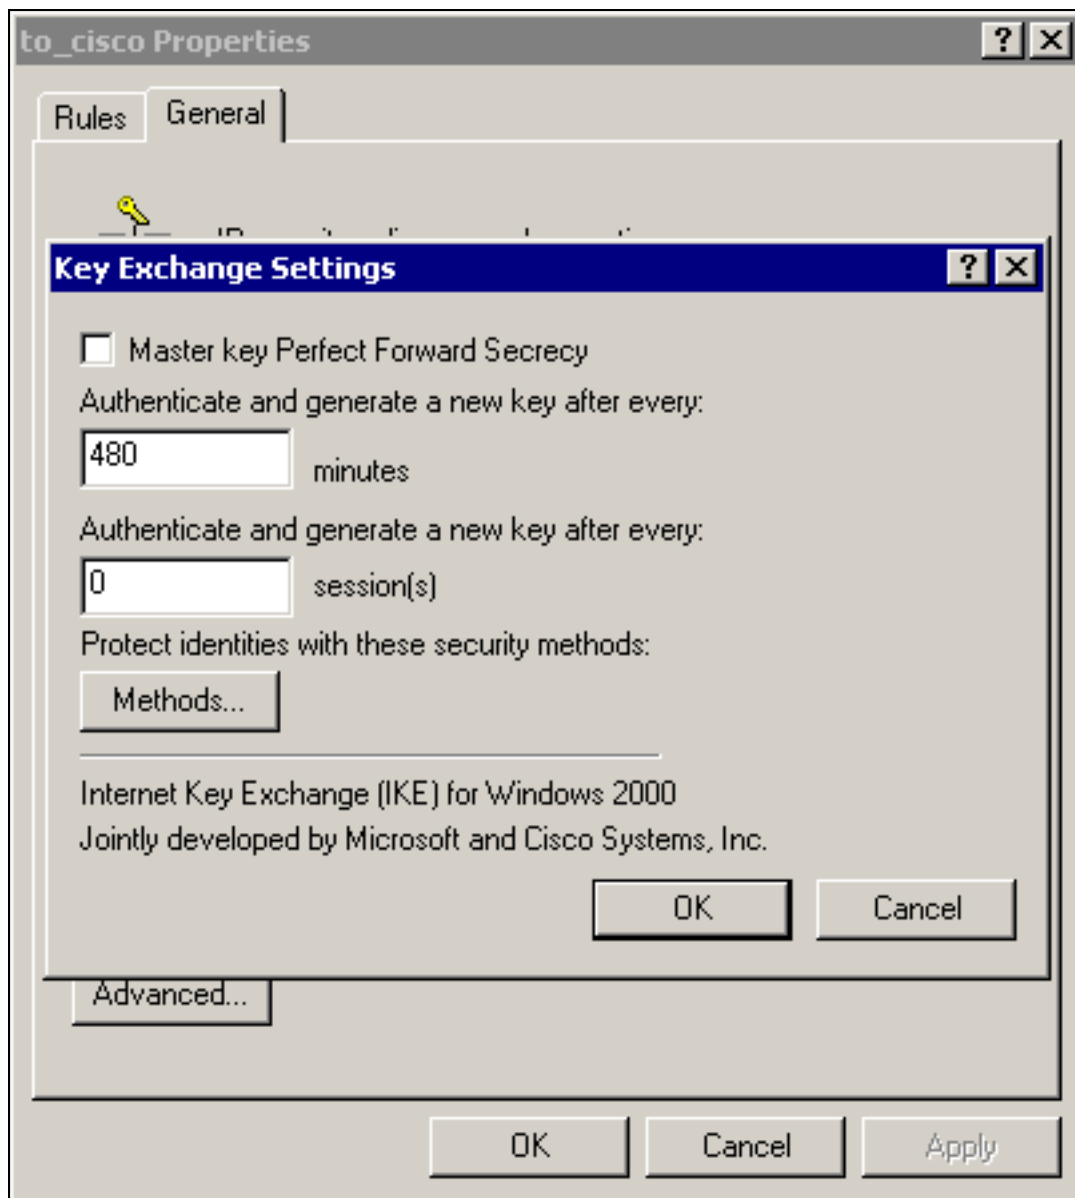 to_cisco Properties
Rules
General
Key Exchange Settings
Master key Perfect Forward Secrecy
Authenticate and generate a new key after every:
480
minutes
Authenticate and generate a new key after every:
0
session(s)
Protect identities with these security methods:
Methods...
Internet Key Exchange (IKE) for Windows 2000
Jointly developed by Microsoft and Cisco Systems, Inc.
OK
Cancel
Advanced...
OK
Cancel
Apply